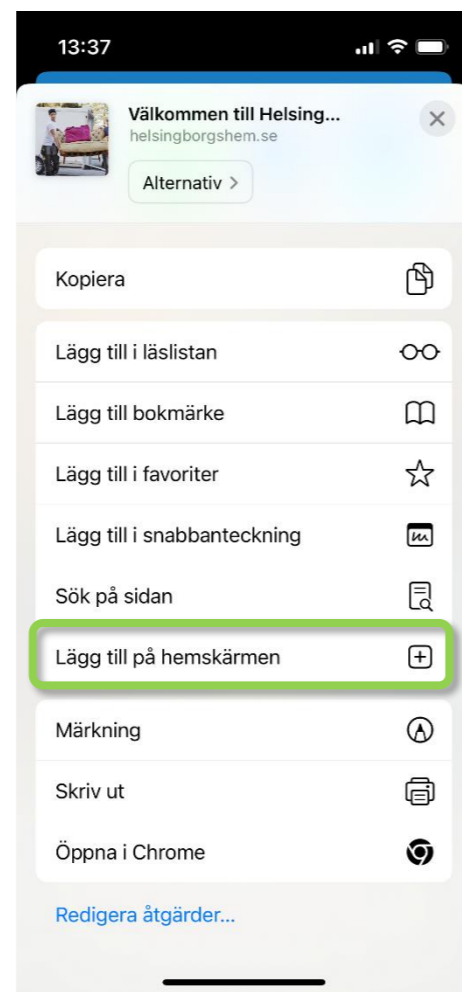 13:37
Välkommen till Helsing...
helsingborgshem.se
Alternativ >
Kopiera
Lägg till i läslistan
Lägg till bokmärke
Lägg till i favoriter
Lägg till i snabbanteckning
Sök på sidan
Lägg till på hemskärmen
Märkning
Skriv ut
Öppna i Chrome
Redigera åtgärder...